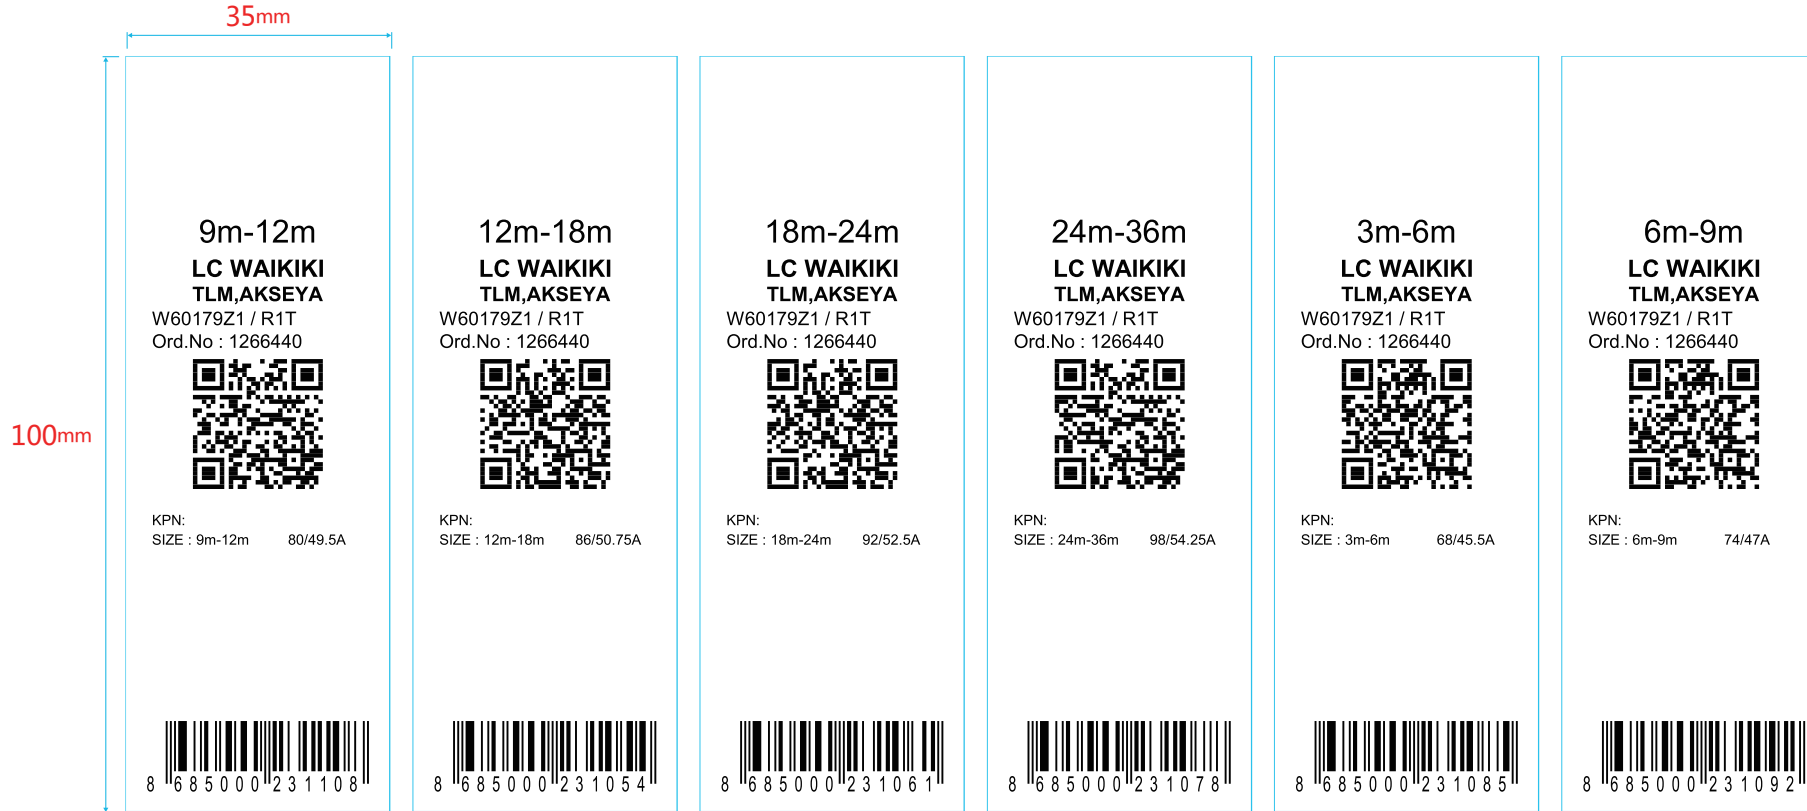 35mm
100mm
9m-12m
LC WAIKIKI
TLM,AKSEYA
W60179Z1 / R1T
Ord.No : 1266440
KPN:
SIZE : 9m-12m 80/49.5A
8 685000 231108
12m-18m
LC WAIKIKI
TLM,AKSEYA
W60179Z1 / R1T
Ord.No : 1266440
KPN:
SIZE : 12m-18m 86/50.75A
8 685000 231054
18m-24m
LC WAIKIKI
TLM,AKSEYA
W60179Z1 / R1T
Ord.No : 1266440
KPN:
SIZE : 18m-24m 92/52.5A
8 685000 231061
24m-36m
LC WAIKIKI
TLM,AKSEYA
W60179Z1 / R1T
Ord.No : 1266440
KPN:
SIZE : 24m-36m 98/54.25A
8 685000 231078
3m-6m
LC WAIKIKI
TLM,AKSEYA
W60179Z1 / R1T
Ord.No : 1266440
KPN:
SIZE : 3m-6m 68/45.5A
8 685000 231085
6m-9m
LC WAIKIKI
TLM,AKSEYA
W60179Z1 / R1T
Ord.No : 1266440
KPN:
SIZE : 6m-9m 74/47A
8 685000 231092